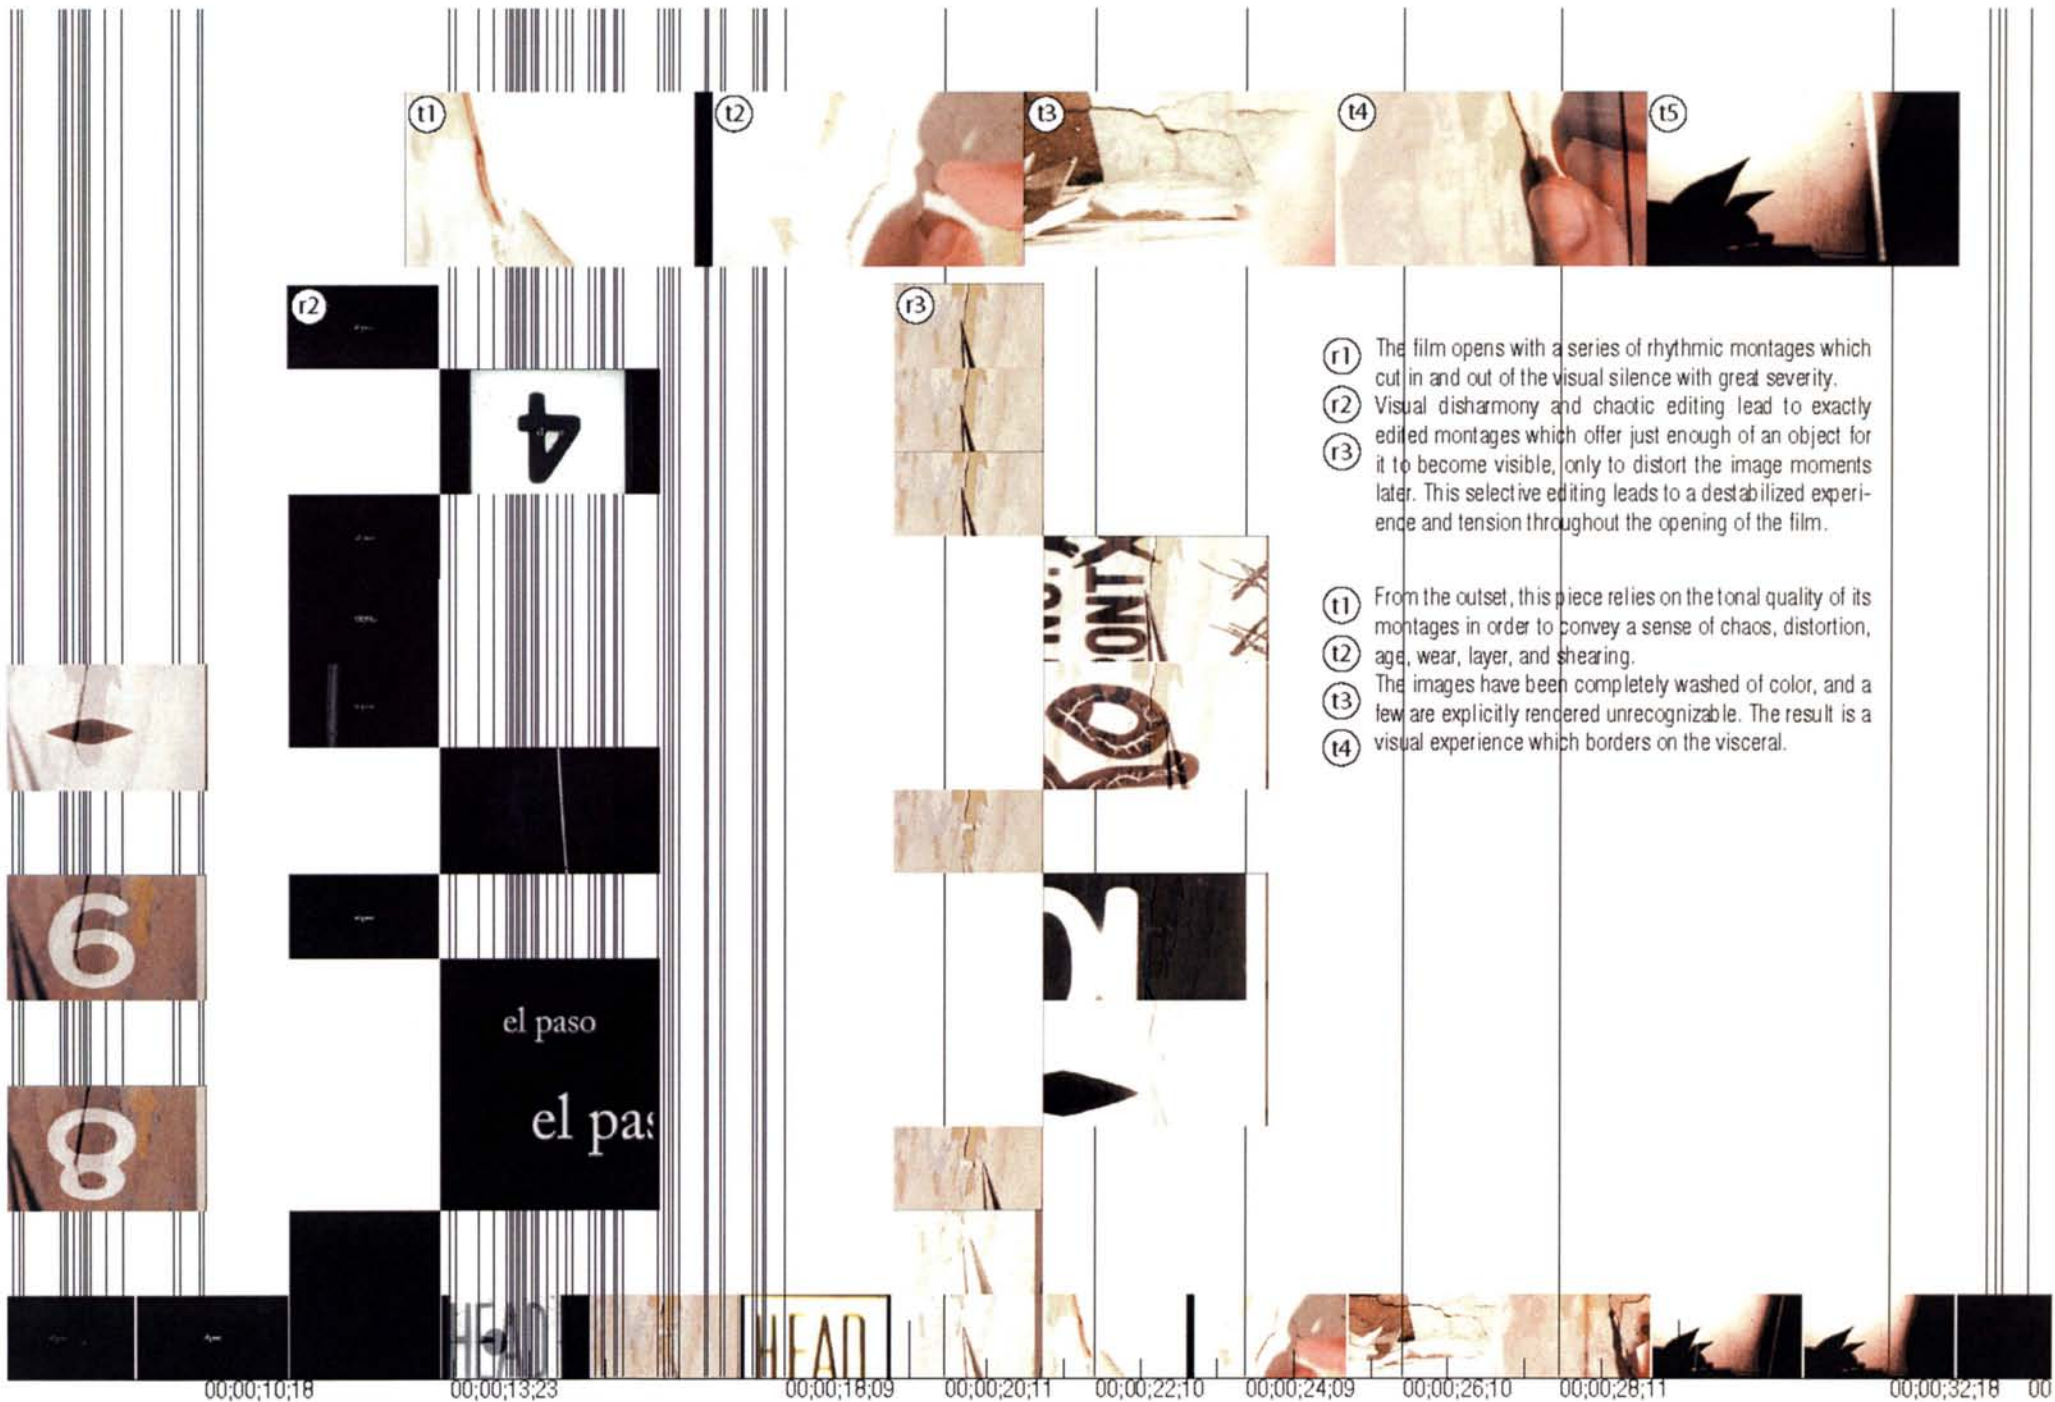 t1
t2
t3
t4
t5
r2
r3
r1
The film opens with a series of rhythmic montages which
cut in and out of the visual silence with great severity.
r2
Visual disharmony and chaotic editing lead to exactly
edited montages which offer just enough of an object for
r3
it to become visible, only to distort the image moments
later. This selective editing leads to a destabilized experi-
ence and tension throughout the opening of the film.
t1
From the outset, this piece relies on the tonal quality of its
montages in order to convey a sense of chaos, distortion,
t2
age, wear, layer, and shearing.
t3
The images have been completely washed of color, and a
few are explicitly rendered unrecognizable. The result is a
t4
visual experience which borders on the visceral.
4
6
8
el paso
el pas
HEAD
HEAD
00;00;10;18
00;00;13;23
00;00;18;09
00;00;20;11
00;00;22;10
00;00;24;09
00;00;26;10
00;00;28;11
00;00;32;18
00